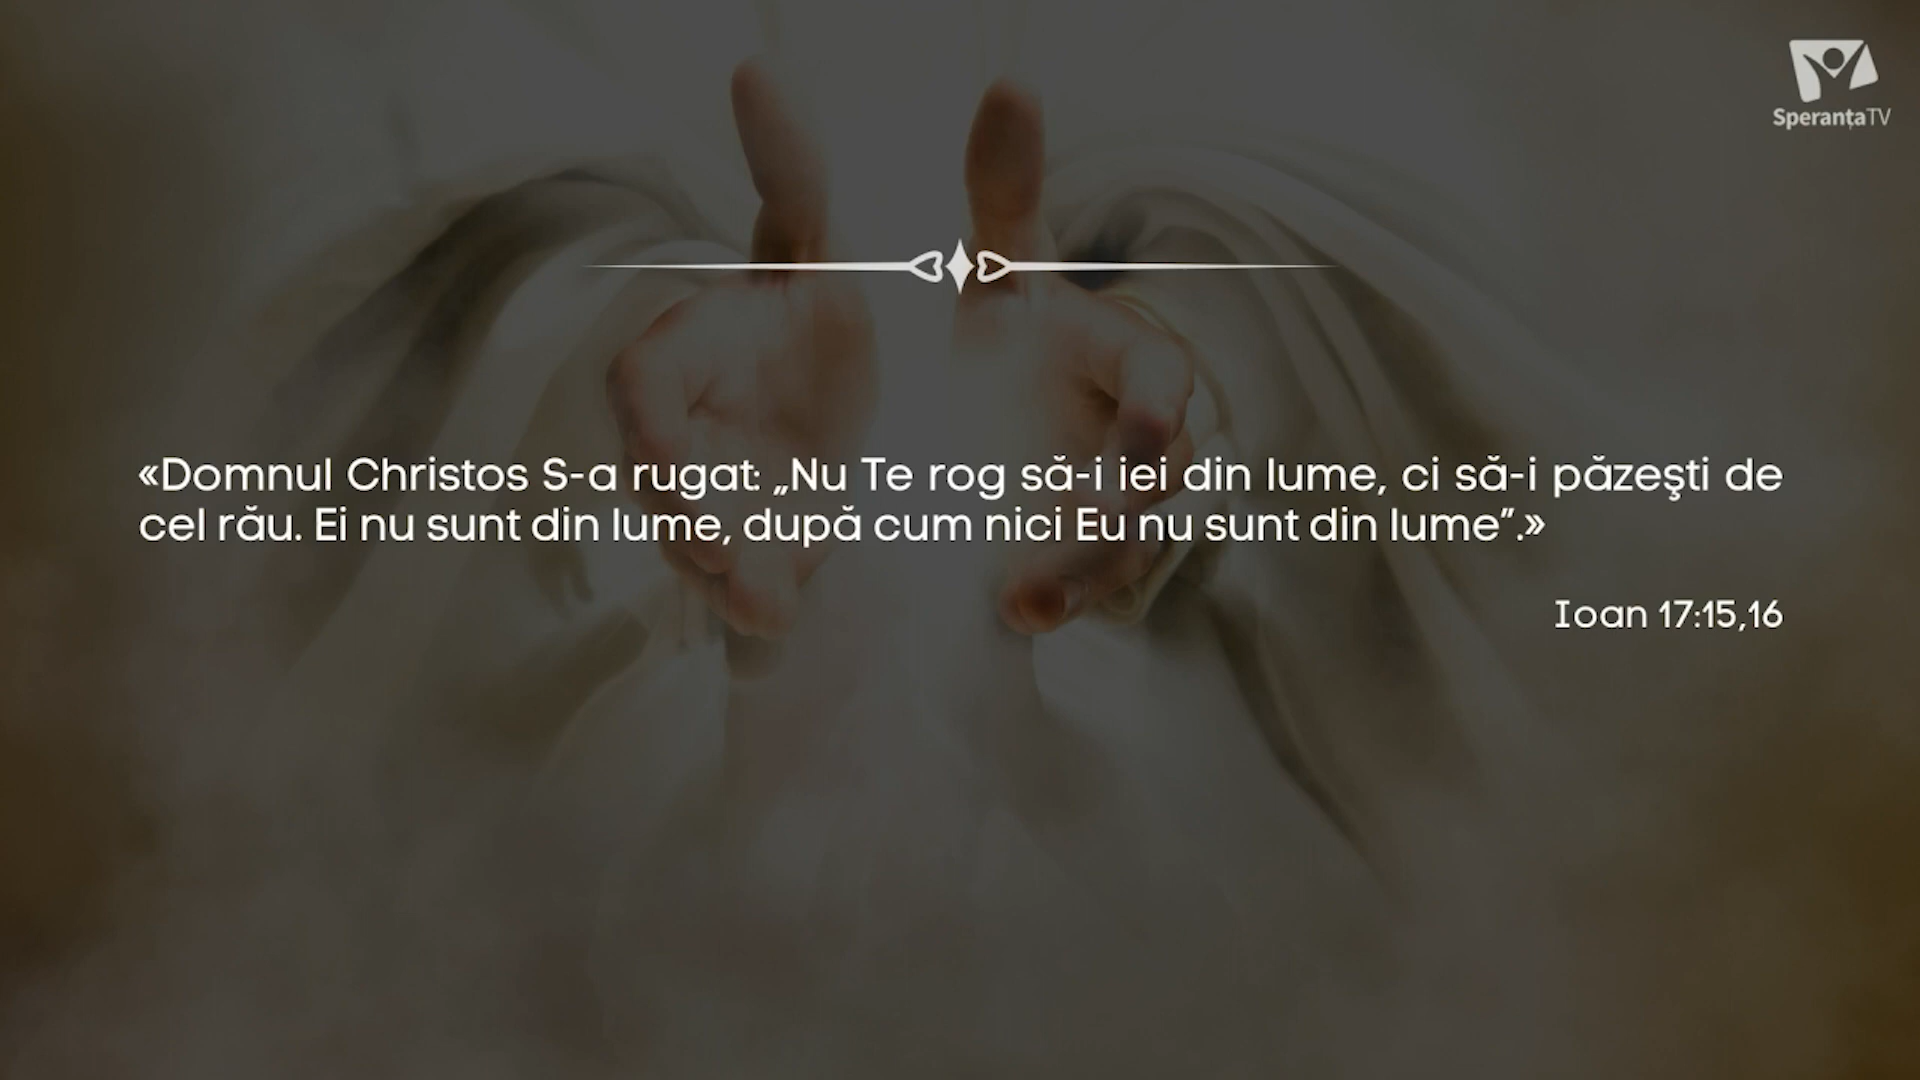 SperanțaTV
«Domnul Christos S-a rugat: „Nu Te rog să-i iei din lume, ci să-i păzeşti de
cel rău. Ei nu sunt din lume, după cum nici Eu nu sunt din lume”.»
Ioan 17:15,16